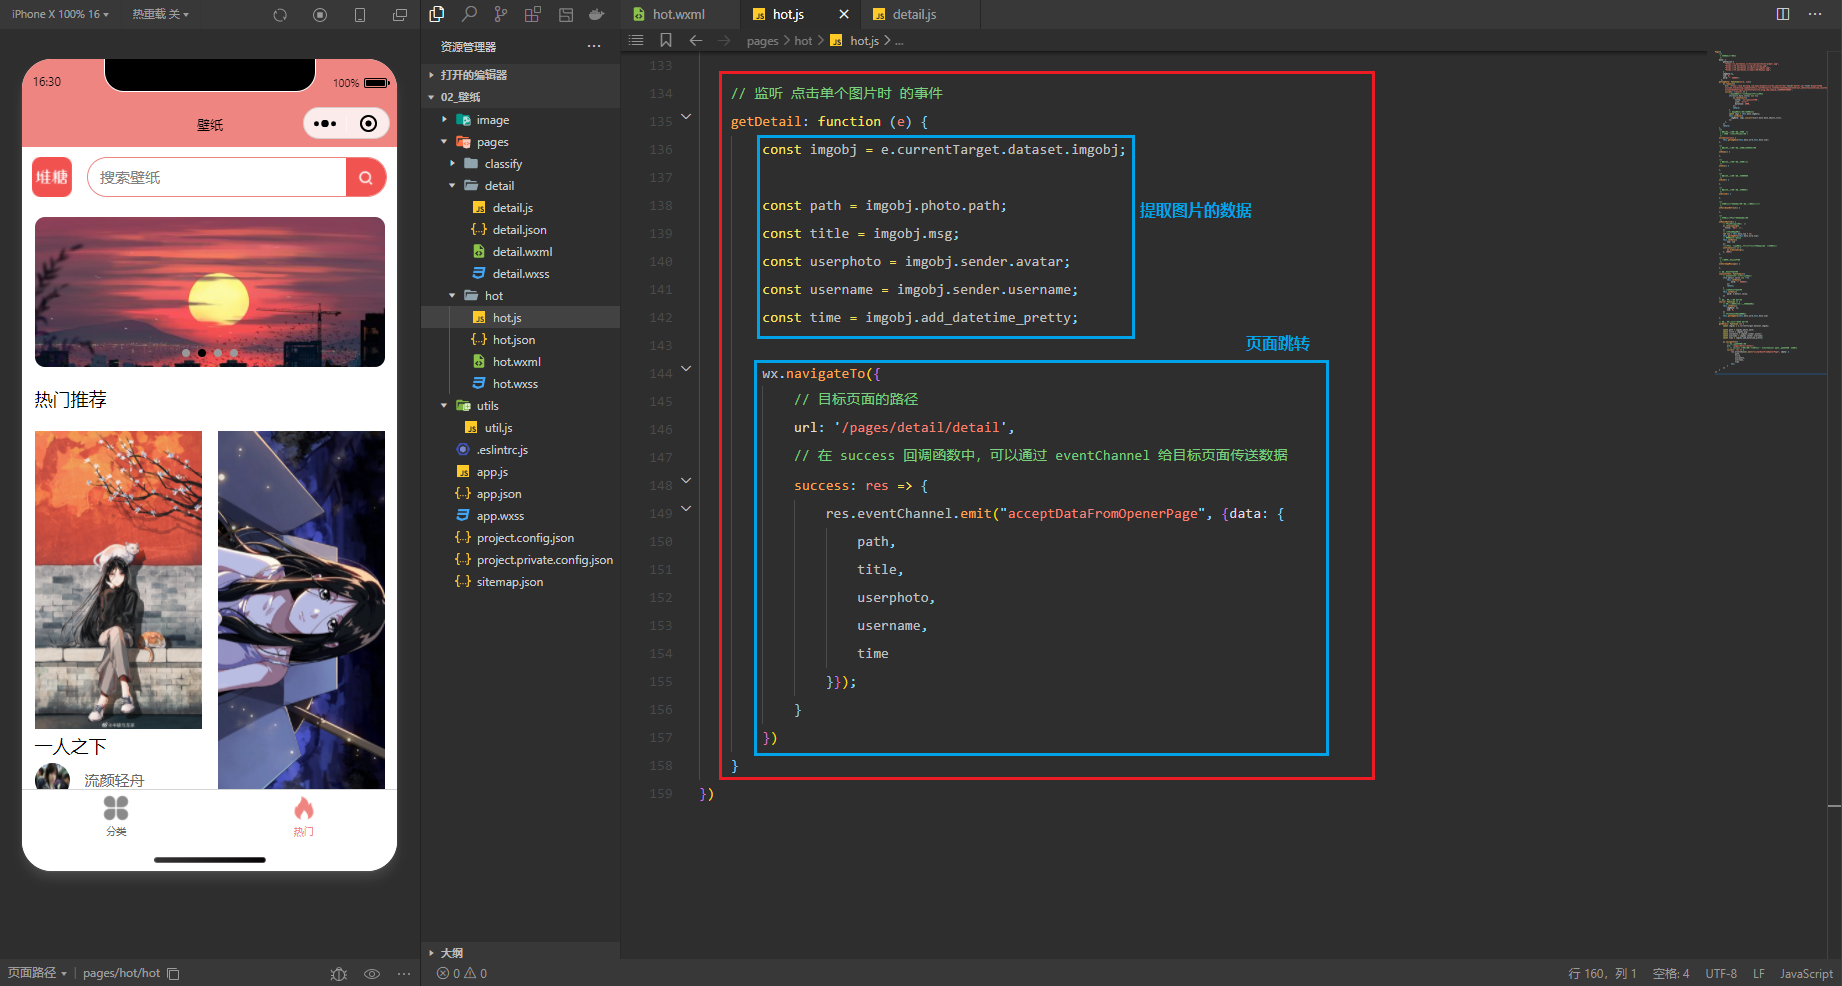 iPhone X 100% 16
热重载 关
16:30
100%
壁纸
堆糖
搜索壁纸
热门推荐
一人之下
流颜轻舟
分类
热门
页面路径
pages/hot/hot
资源管理器
打开的编辑器
02_壁纸
image
pages
classify
detail
detail.js
detail.json
detail.wxml
detail.wxss
hot
hot.js
hot.json
hot.wxml
hot.wxss
utils
util.js
.eslintrc.js
app.js
app.json
app.wxss
project.config.json
project.private.config.json
sitemap.json
大纲
0 0
hot.wxml
hot.js
detail.js
pages > hot > hot.js > ...
133
134 // 监听 点击单个图片时 的事件
135 getDetail: function (e) {
136 const imgobj = e.currentTarget.dataset.imgobj;
137
138 const path = imgobj.photo.path;
提取图片的数据
139 const title = imgobj.msg;
140 const userphoto = imgobj.sender.avatar;
141 const username = imgobj.sender.username;
142 const time = imgobj.add_datetime_pretty;
143
页面跳转
144 wx.navigateTo({
145 // 目标页面的路径
146 url: '/pages/detail/detail',
147 // 在 success 回调函数中, 可以通过 eventChannel 给目标页面传送数据
148 success: res => {
149 res.eventChannel.emit("acceptDataFromOpenerPage", {data: {
150 path,
151 title,
152 userphoto,
153 username,
154 time
155 }});
156 }
157 })
158 }
159 })
行 160, 列 1
空格: 4
UTF-8
LF
JavaScript